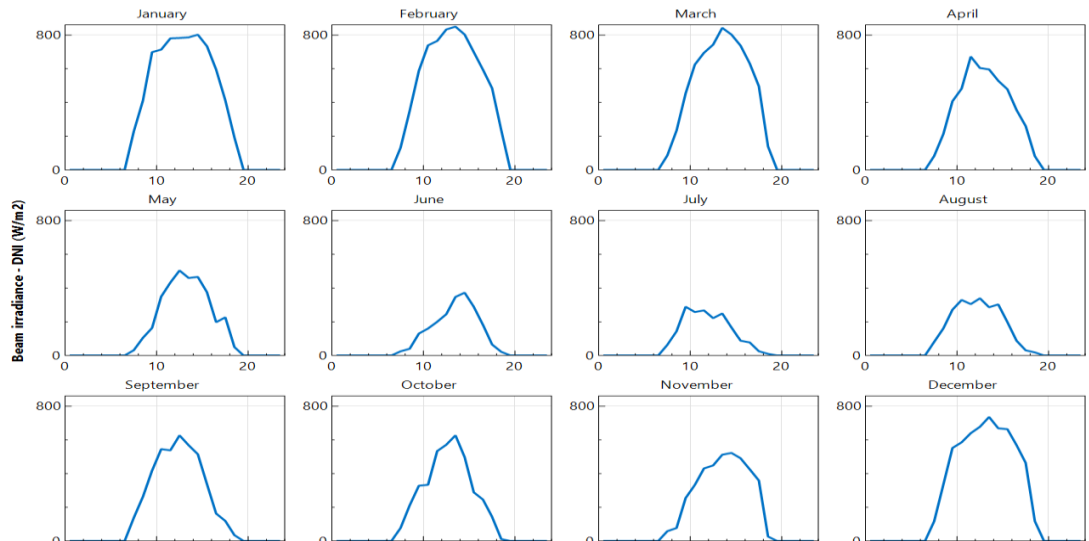 January February March April
800 800 800 800
0 0 0 0
0 10 20 0 10 20 0 10 20 0 10 20
May June July August
Beam irradiance - DNI (W/m2)
800 800 800 800
0 0 0 0
0 10 20 0 10 20 0 10 20 0 10 20
September October November December
800 800 800 800
0 0 0 0